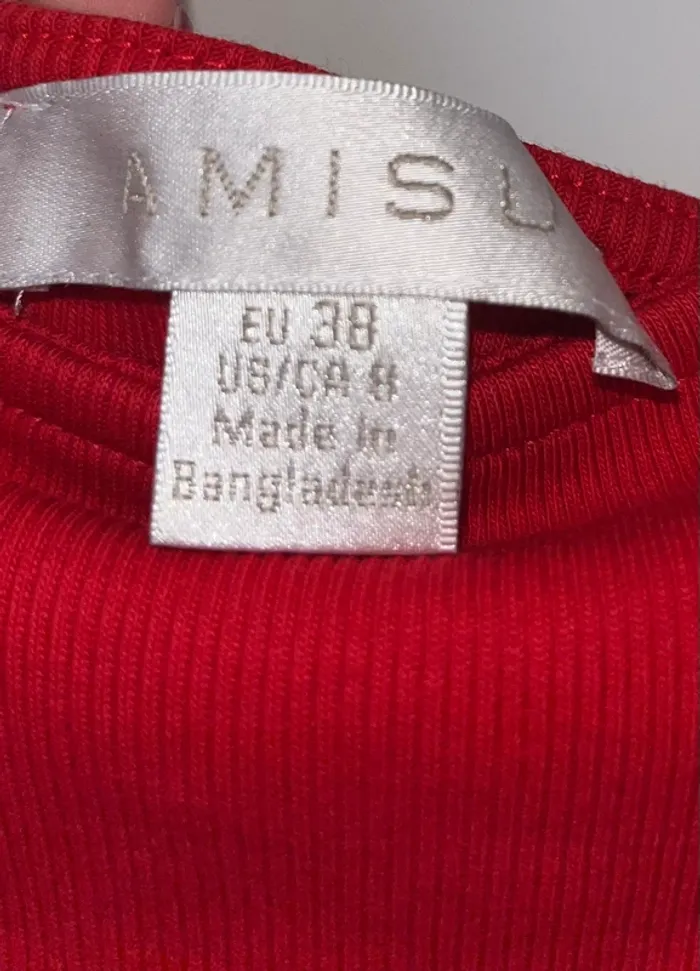 AMISU
EU 38
US/CA 8
Made in
Bangladesh